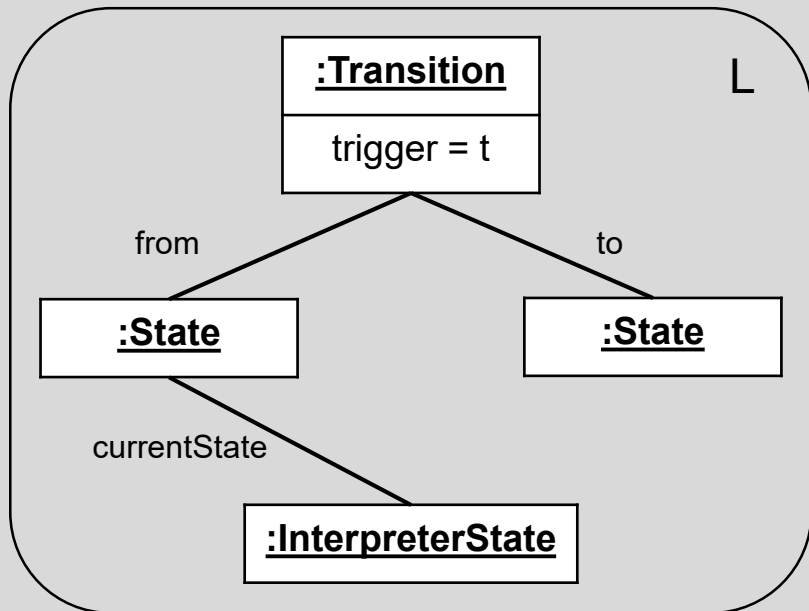 :Transition
L
trigger = t
from
to
:State
:State
currentState
:InterpreterState